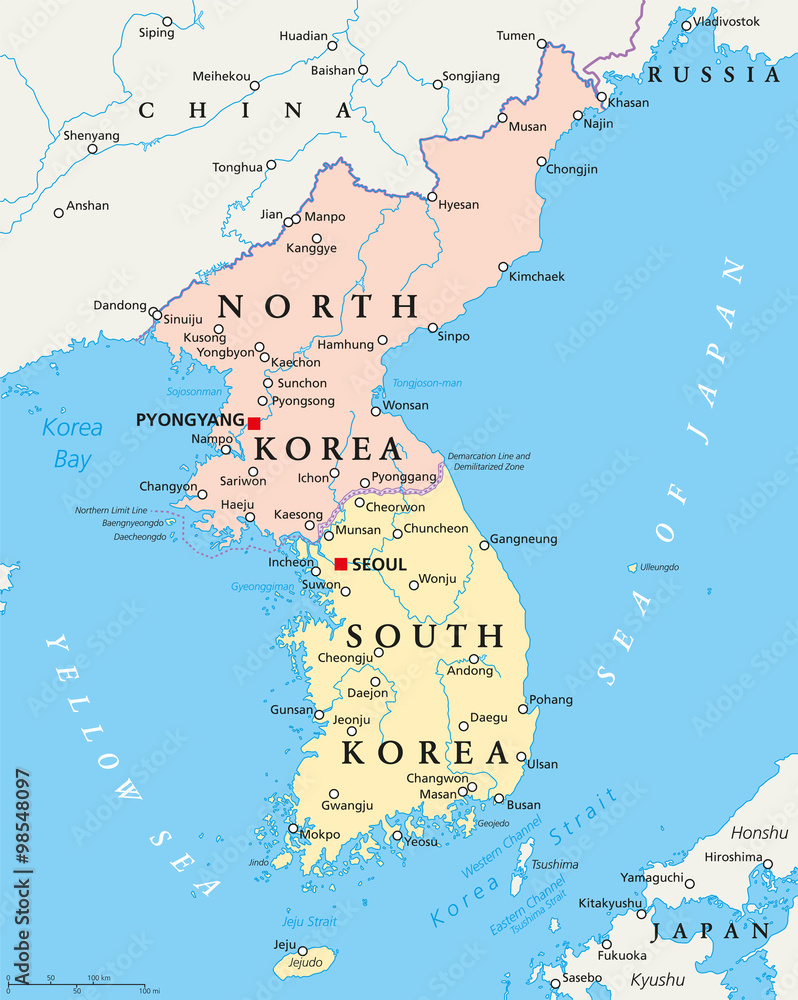 Siping
Huadian
Tumen
Vladivostok
Meihekou
Baishan
Songjiang
RUSSIA
CHINA
Khasan
Musan
Najin
Shenyang
Tonghua
Chongjin
Anshan
Jian
Manpo
Hyesan
Kanggye
Kimchaek
Dandong
Sinuiju
NORTH
Kusong
Yongbyon
Hamhung
Sinpo
Kaechon
Sunchon
Tongjoson-man
Sojosonman
Pyongsong
Wonsan
PYONGYANG
Korea
Bay
Nampo
KOREA
Demarcation Line and
Demilitarized Zone
Sariwon
Ichon
Pyonggang
Changyon
Haeju
Kaesong
Cheorwon
Northern Limit Line
Baengnyeongdo
Daecheongdo
Munsan
Chuncheon
Gangneung
Incheon
SEOUL
Ulleungdo
Suwon
Wonju
Gyeonggiman
SEA OF JAPAN
SOUTH
Cheongju
Andong
YELLOW SEA
Daejon
Pohang
Gunsan
Jeonju
Daegu
KOREA
Ulsan
Changwon
Masan
Gwangju
Busan
Geojedo
Mokpo
Yeosu
Jindo
Western Channel
Korea Strait
Tsushima
Eastern Channel
Tsushima Strait
Honshu
Hiroshima
Yamaguchi
Kitakyushu
JAPAN
Jeju Strait
Jeju
Jejudo
Fukuoka
Sasebo
Kyushu
0 50 100 km
0 50 100 mi
Adobe Stock | #98548097
Adobe Stock